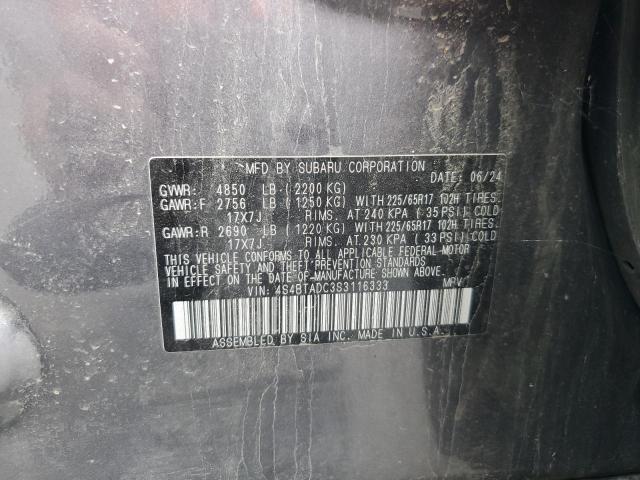 MFD BY SUBARU CORPORATION DATE: 06/24
GVWR: 4850 LB (2200 KG)
GAWR:F 2756 LB (1250 KG) WITH 225/65R17 102H TIRES.
17X7J RIMS. AT 240 KPA (35 PSI) COLD
GAWR:R 2690 LB (1220 KG) WITH 225/65R17 102H TIRES.
17X7J RIMS. AT 230 KPA (33 PSI) COLD
THIS VEHICLE CONFORMS TO ALL APPLICABLE FEDERAL MOTOR
VEHICLE SAFETY AND THEFT PREVENTION STANDARDS IN EFFECT
ON THE DATE OF MANUFACTURE SHOWN ABOVE.
VIN: 4S4BTADC3S3116333 MPV
ASSEMBLED BY SIA INC. MADE IN U.S.A.